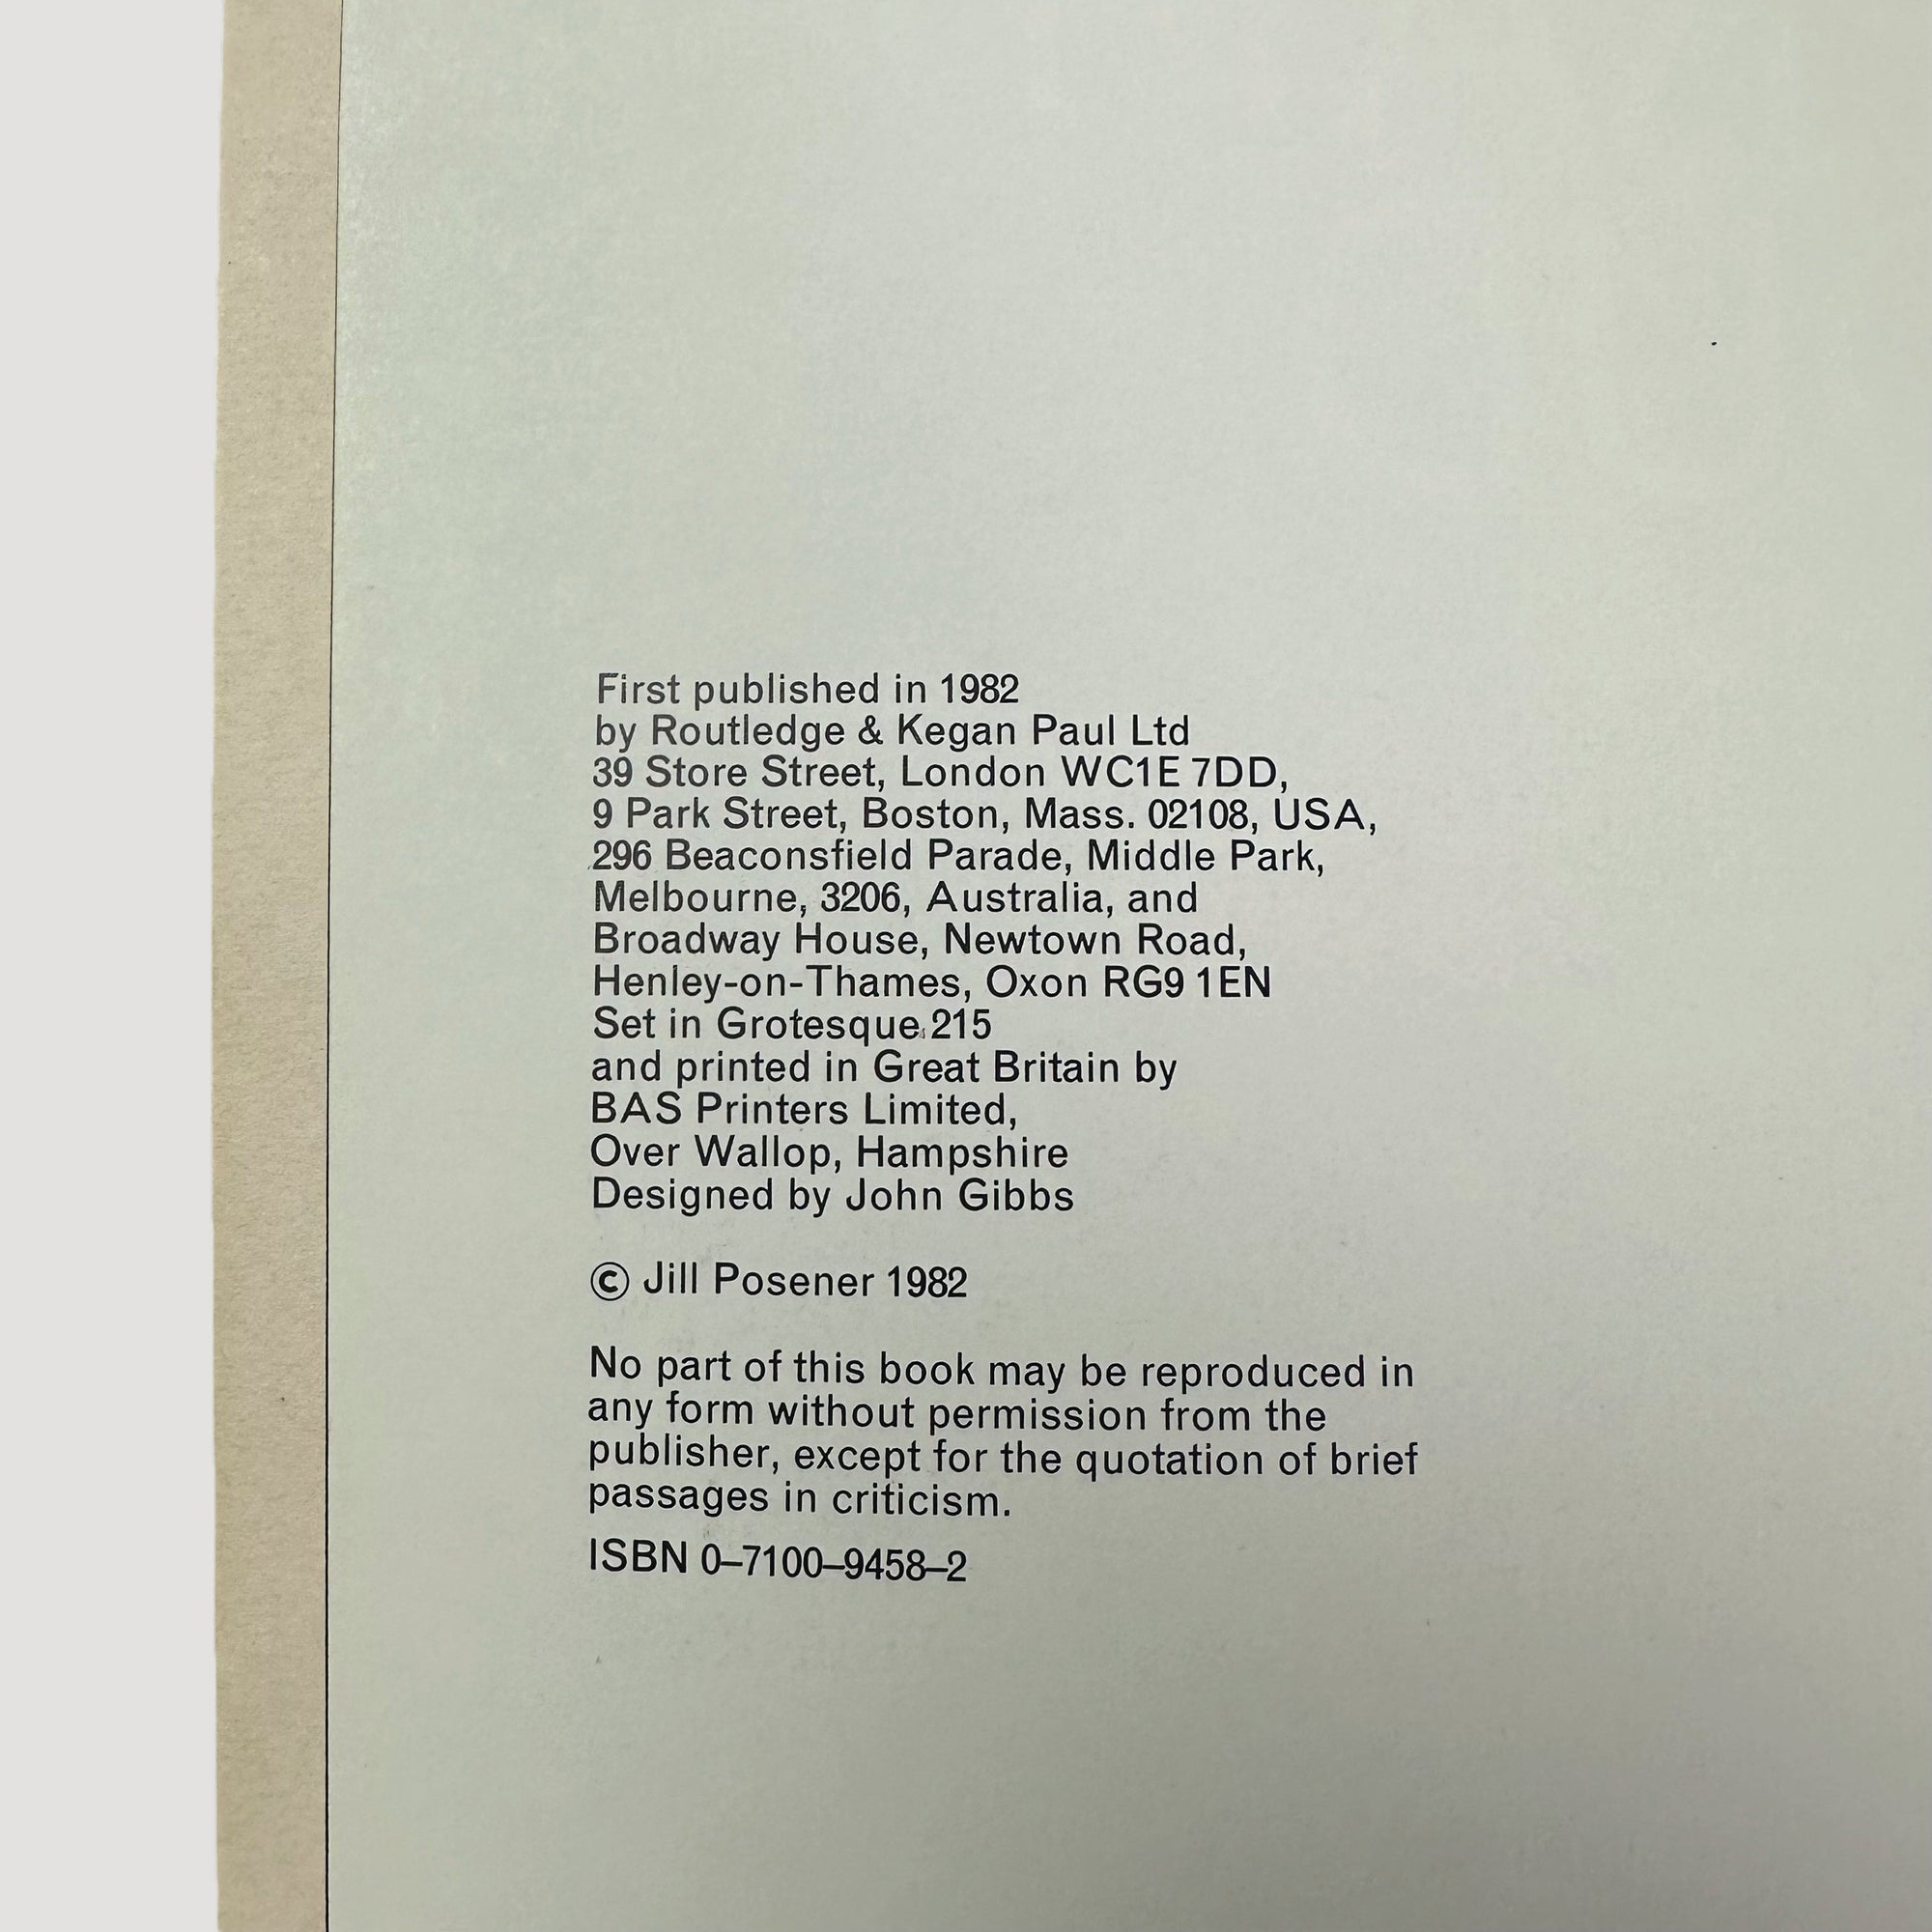 First published in 1982
by Routledge & Kegan Paul Ltd
39 Store Street, London WC1E 7DD,
9 Park Street, Boston, Mass. 02108, USA,
296 Beaconsfield Parade, Middle Park,
Melbourne, 3206, Australia, and
Broadway House, Newtown Road,
Henley-on-Thames, Oxon RG9 1EN
Set in Grotesque 215
and printed in Great Britain by
BAS Printers Limited,
Over Wallop, Hampshire
Designed by John Gibbs
© Jill Posener 1982
No part of this book may be reproduced in
any form without permission from the
publisher, except for the quotation of brief
passages in criticism.
ISBN 0–7100–9458–2